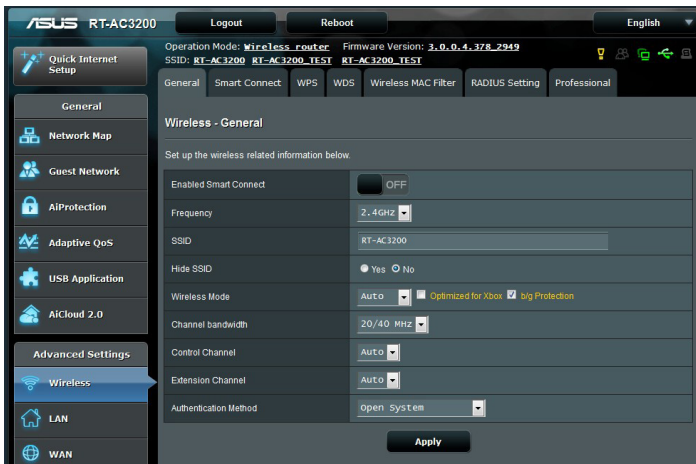 ASUS RT-AC3200 Logout Reboot English
Quick Internet Setup
Operation Mode: Wireless router Firmware Version: 3.0.0.4.378_2949
SSID: RT-AC3200 RT-AC3200_TEST RT-AC3200_TEST
General Smart Connect WPS WDS Wireless MAC Filter RADIUS Setting Professional
General
Network Map
Guest Network
AiProtection
Adaptive QoS
USB Application
AiCloud 2.0
Advanced Settings
Wireless
LAN
WAN
Wireless - General
Set up the wireless related information below.
Enabled Smart Connect OFF
Frequency 2.4GHz
SSID RT-AC3200
Hide SSID Yes No
Wireless Mode Auto Optimized for Xbox b/g Protection
Channel bandwidth 20/40 MHz
Control Channel Auto
Extension Channel Auto
Authentication Method Open System
Apply